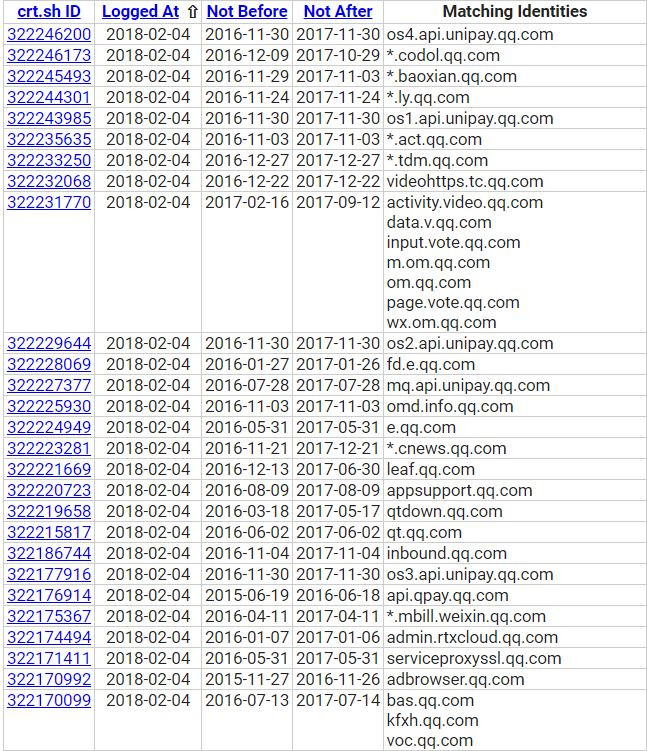 crt.sh ID Logged At ⇧ Not Before Not After Matching Identities
322246200 2018-02-04 2016-11-30 2017-11-30 os4.api.unipay.qq.com
322246173 2018-02-04 2016-12-09 2017-10-29 *.codol.qq.com
322245493 2018-02-04 2016-11-29 2017-11-03 *.baoxian.qq.com
322244301 2018-02-04 2016-11-24 2017-11-24 *.ly.qq.com
322243985 2018-02-04 2016-11-30 2017-11-30 os1.api.unipay.qq.com
322235635 2018-02-04 2016-11-03 2017-11-03 *.act.qq.com
322233250 2018-02-04 2016-12-27 2017-12-27 *.tdm.qq.com
322232068 2018-02-04 2016-12-22 2017-12-22 videohttps.tc.qq.com
322231770 2018-02-04 2017-02-16 2017-09-12 activity.video.qq.com
data.v.qq.com
input.vote.qq.com
m.om.qq.com
om.qq.com
page.vote.qq.com
wx.om.qq.com
322229644 2018-02-04 2016-11-30 2017-11-30 os2.api.unipay.qq.com
322228069 2018-02-04 2016-01-27 2017-01-26 fd.e.qq.com
322227377 2018-02-04 2016-07-28 2017-07-28 mq.api.unipay.qq.com
322225930 2018-02-04 2016-11-03 2017-11-03 omd.info.qq.com
322224949 2018-02-04 2016-05-31 2017-05-31 e.qq.com
322223281 2018-02-04 2016-11-21 2017-12-21 *.cnews.qq.com
322221669 2018-02-04 2016-12-13 2017-06-30 leaf.qq.com
322220723 2018-02-04 2016-08-09 2017-08-09 appsupport.qq.com
322219658 2018-02-04 2016-03-18 2017-05-17 qtdown.qq.com
322215817 2018-02-04 2016-06-02 2017-06-02 qt.qq.com
322186744 2018-02-04 2016-11-04 2017-11-04 inbound.qq.com
322177916 2018-02-04 2016-11-30 2017-11-30 os3.api.unipay.qq.com
322176914 2018-02-04 2015-06-19 2016-06-18 api.qpay.qq.com
322175367 2018-02-04 2016-04-11 2017-04-11 *.mbill.weixin.qq.com
322174494 2018-02-04 2016-01-07 2017-01-06 admin.rtxcloud.qq.com
322171411 2018-02-04 2016-05-31 2017-05-31 serviceproxyssl.qq.com
322170992 2018-02-04 2015-11-27 2016-11-26 adbrowser.qq.com
322170099 2018-02-04 2016-07-13 2017-07-14 bas.qq.com
kfxh.qq.com
voc.qq.com